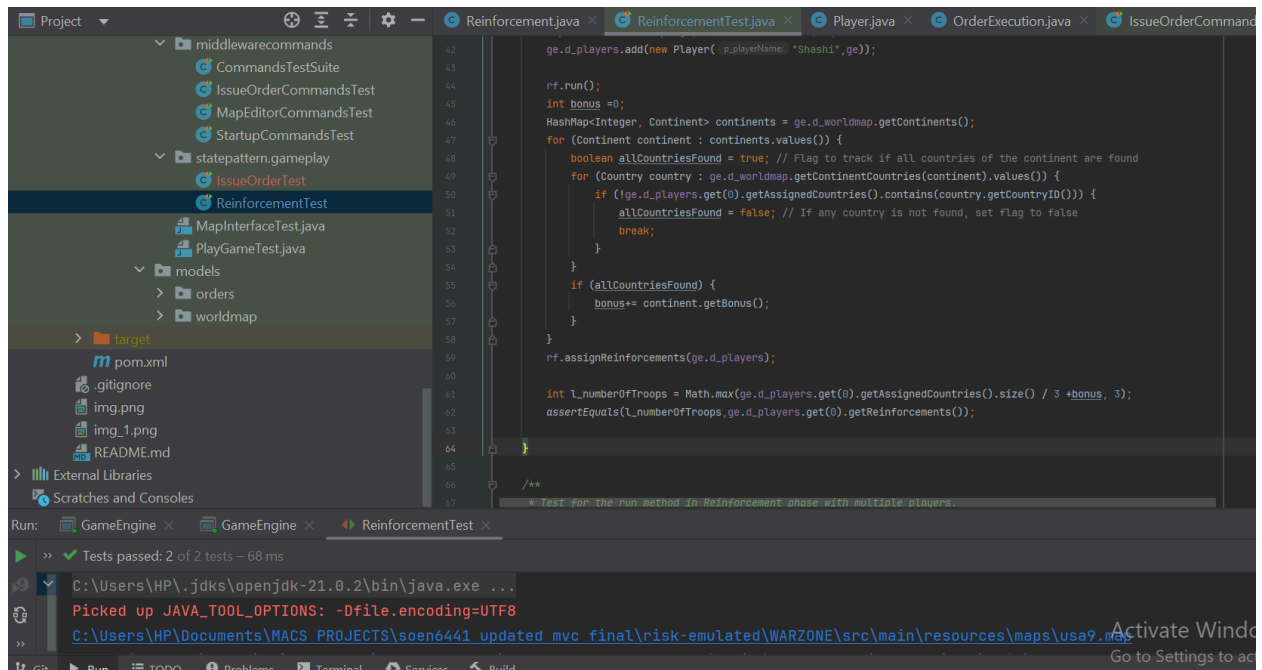 Project
Reinforcement.java × ReinforcementTest.java × Player.java × OrderExecution.java × IssueOrderCommand
middlewarecommands
CommandsTestSuite
IssueOrderCommandsTest
MapEditorCommandsTest
StartupCommandsTest
statepattern.gameplay
IssueOrderTest
ReinforcementTest
MapInterfaceTest.java
PlayGameTest.java
models
orders
worldmap
target
pom.xml
.gitignore
img.png
img_1.png
README.md
External Libraries
Scratches and Consoles
42 ge.d_players.add(new Player( p_playerName: "Shashi",ge));
43
44 rf.run();
45 int bonus =0;
46 HashMap<Integer, Continent> continents = ge.d_worldmap.getContinents();
47 for (Continent continent : continents.values()) {
48 boolean allCountriesFound = true; // Flag to track if all countries of the continent are found
49 for (Country country : ge.d_worldmap.getContinentCountries(continent).values()) {
50 if (!ge.d_players.get(0).getAssignedCountries().contains(country.getCountryID())) {
51 allCountriesFound = false; // If any country is not found, set flag to false
52 break;
53 }
54 }
55 if (allCountriesFound) {
56 bonus+= continent.getBonus();
57 }
58 }
59 rf.assignReinforcements(ge.d_players);
60
61 int l_numberOfTroops = Math.max(ge.d_players.get(0).getAssignedCountries().size() / 3 +bonus, 3);
62 assertEquals(l_numberOfTroops,ge.d_players.get(0).getReinforcements());
63
64 }
65
66 /**
67 * Test for the run method in Reinforcement phase with multiple players.
Run: GameEngine × GameEngine × ReinforcementTest ×
Tests passed: 2 of 2 tests – 68 ms
C:\Users\HP\.jdks\openjdk-21.0.2\bin\java.exe ...
Picked up JAVA_TOOL_OPTIONS: -Dfile.encoding=UTF8
C:\Users\HP\Documents\MACS PROJECTS\soen6441 updated mvc final\risk-emulated\WARZONE\src\main\resources\maps\usa9.map
Activate Windo
Go to Settings to act
Git Run TODO Problems Terminal Services Build